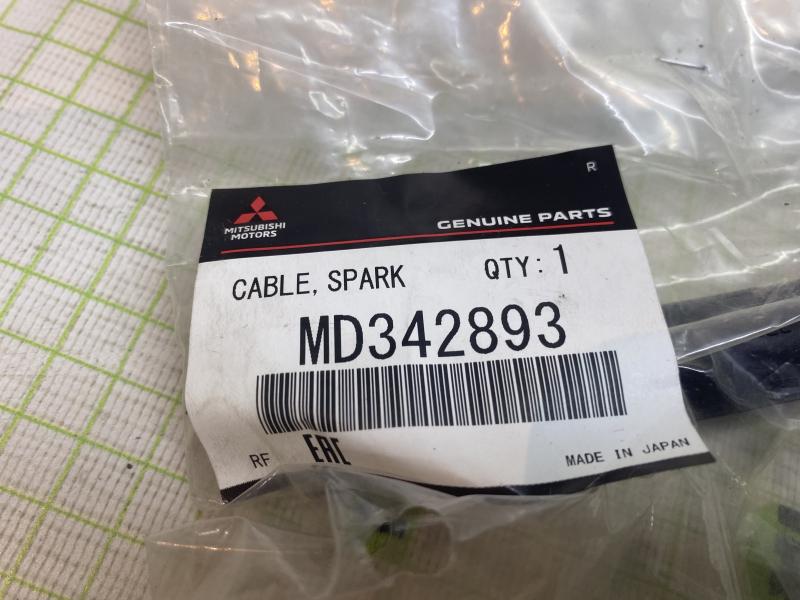 R
MITSUBISHI
MOTORS
GENUINE PARTS
CABLE, SPARK QTY: 1
MD342893
RF EAC MADE IN JAPAN